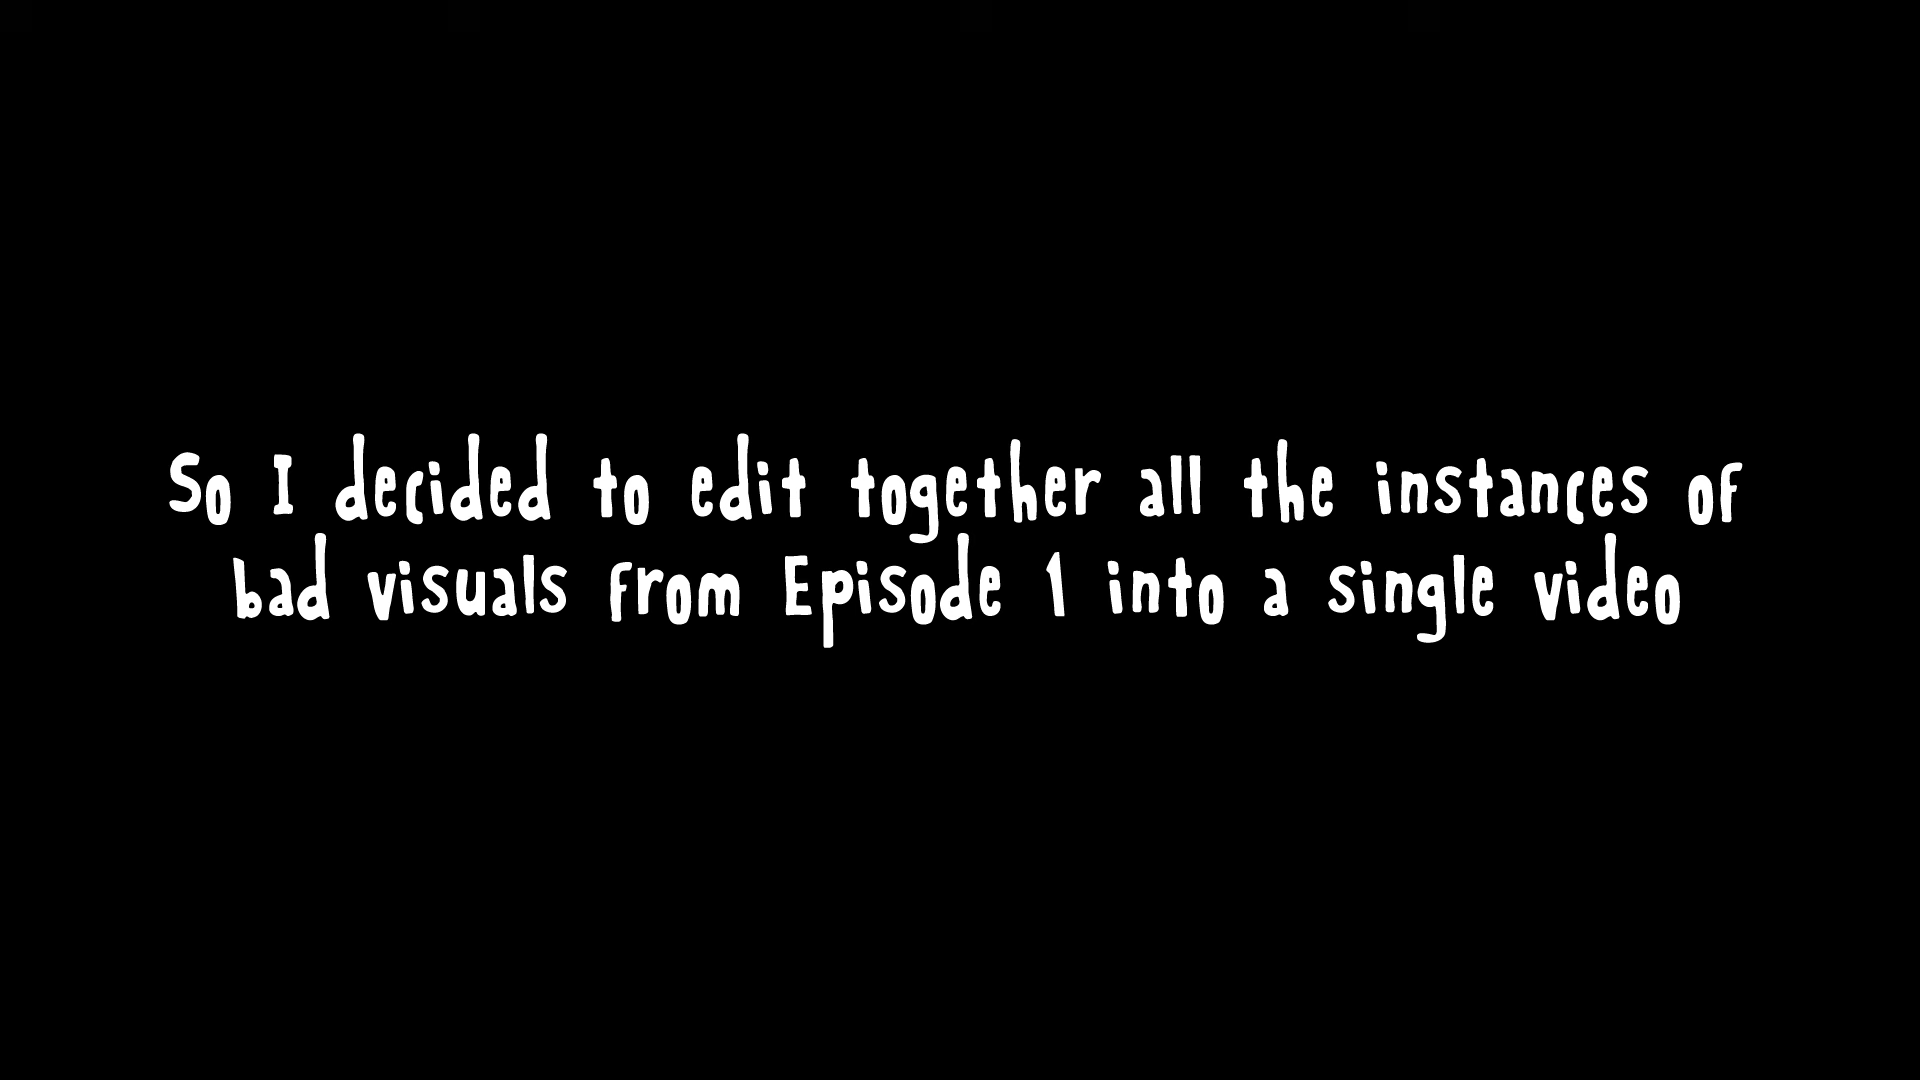 So I decided to edit together all the instances of
bad visuals from Episode 1 into a single video